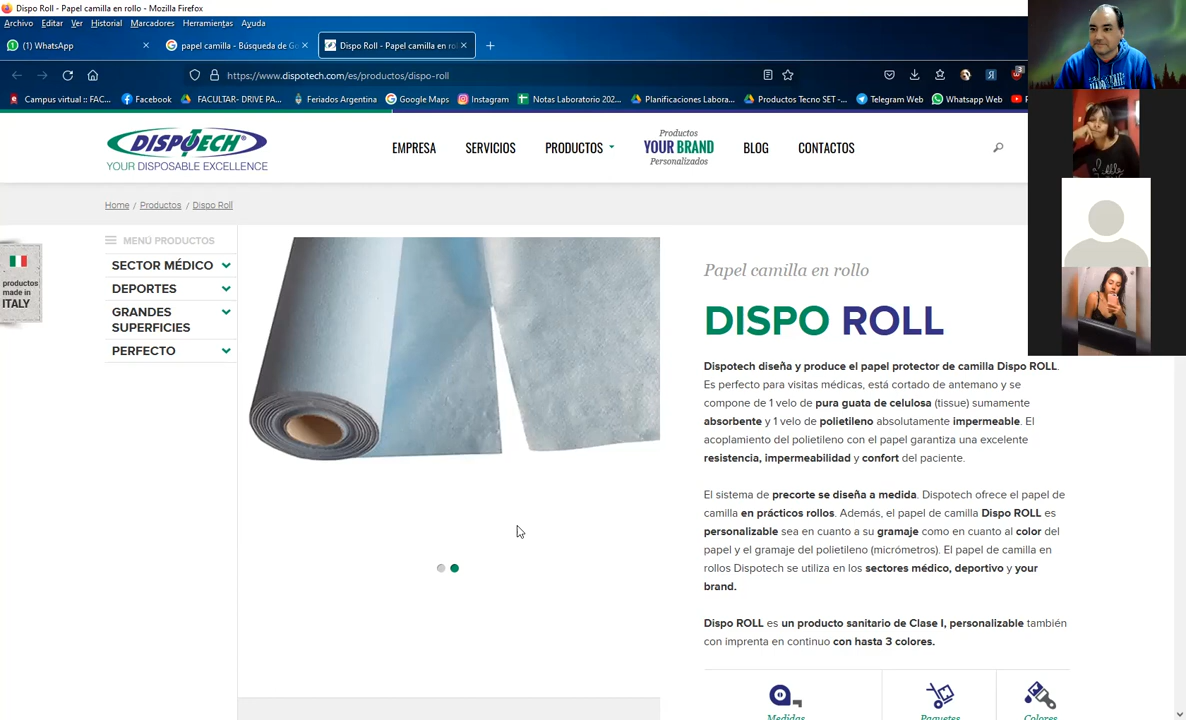 Dispo Roll - Papel camilla en rollo - Mozilla Firefox
Archivo Editar Ver Historial Marcadores Herramientas Ayuda
(1) WhatsApp
papel camilla - Búsqueda de Go
Dispo Roll - Papel camilla en rol
https://www.dispotech.com/es/productos/dispo-roll
3
Campus virtual :: FAC...
Facebook
FACULTAR- DRIVE PA...
Feriados Argentina
Google Maps
Instagram
Notas Laboratorio 202...
Planificaciones Labora...
Productos Tecno SET -...
Telegram Web
Whatsapp Web
DISPOTECH®
YOUR DISPOSABLE EXCELLENCE
EMPRESA
SERVICIOS
PRODUCTOS
Productos
YOUR BRAND
Personalizados
BLOG
CONTACTOS
Home / Productos / Dispo Roll
MENÚ PRODUCTOS
SECTOR MÉDICO
DEPORTES
GRANDES
SUPERFICIES
PERFECTO
productos
made in
ITALY
Papel camilla en rollo
DISPO ROLL
Dispotech diseña y produce el papel protector de camilla Dispo ROLL.
Es perfecto para visitas médicas, está cortado de antemano y se
compone de 1 velo de pura guata de celulosa (tissue) sumamente
absorbente y 1 velo de polietileno absolutamente impermeable. El
acoplamiento del polietileno con el papel garantiza una excelente
resistencia, impermeabilidad y confort del paciente.
El sistema de precorte se diseña a medida. Dispotech ofrece el papel de
camilla en prácticos rollos. Además, el papel de camilla Dispo ROLL es
personalizable sea en cuanto a su gramaje como en cuanto al color del
papel y el gramaje del polietileno (micrómetros). El papel de camilla en
rollos Dispotech se utiliza en los sectores médico, deportivo y your
brand.
Dispo ROLL es un producto sanitario de Clase I, personalizable también
con imprenta en continuo con hasta 3 colores.
Medidas
Paquetes
Colores